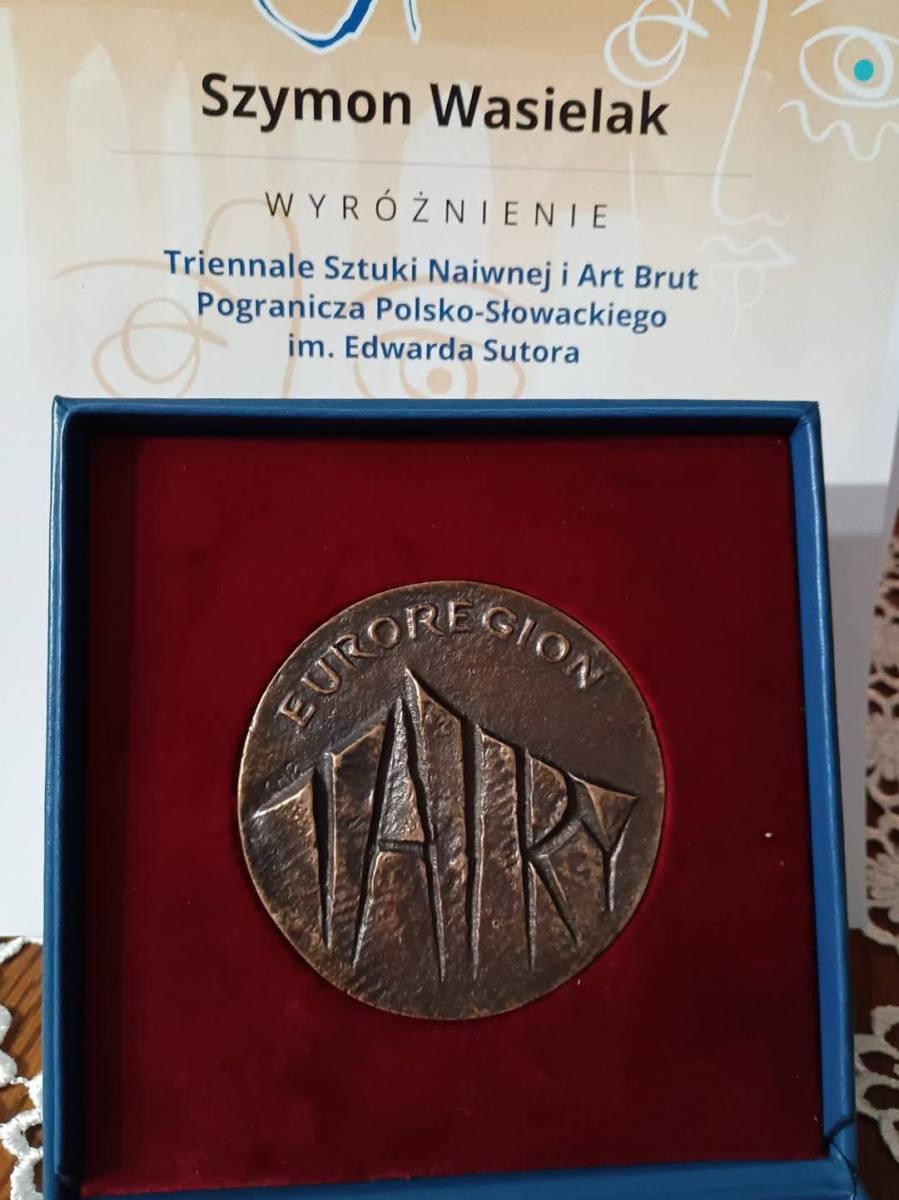 Szymon Wasielak
WYRÓŻNIENIE
Triennale Sztuki Naiwnej i Art Brut
Pogranicza Polsko-Słowackiego
im. Edwarda Sutora
EUROREGION
TATRY